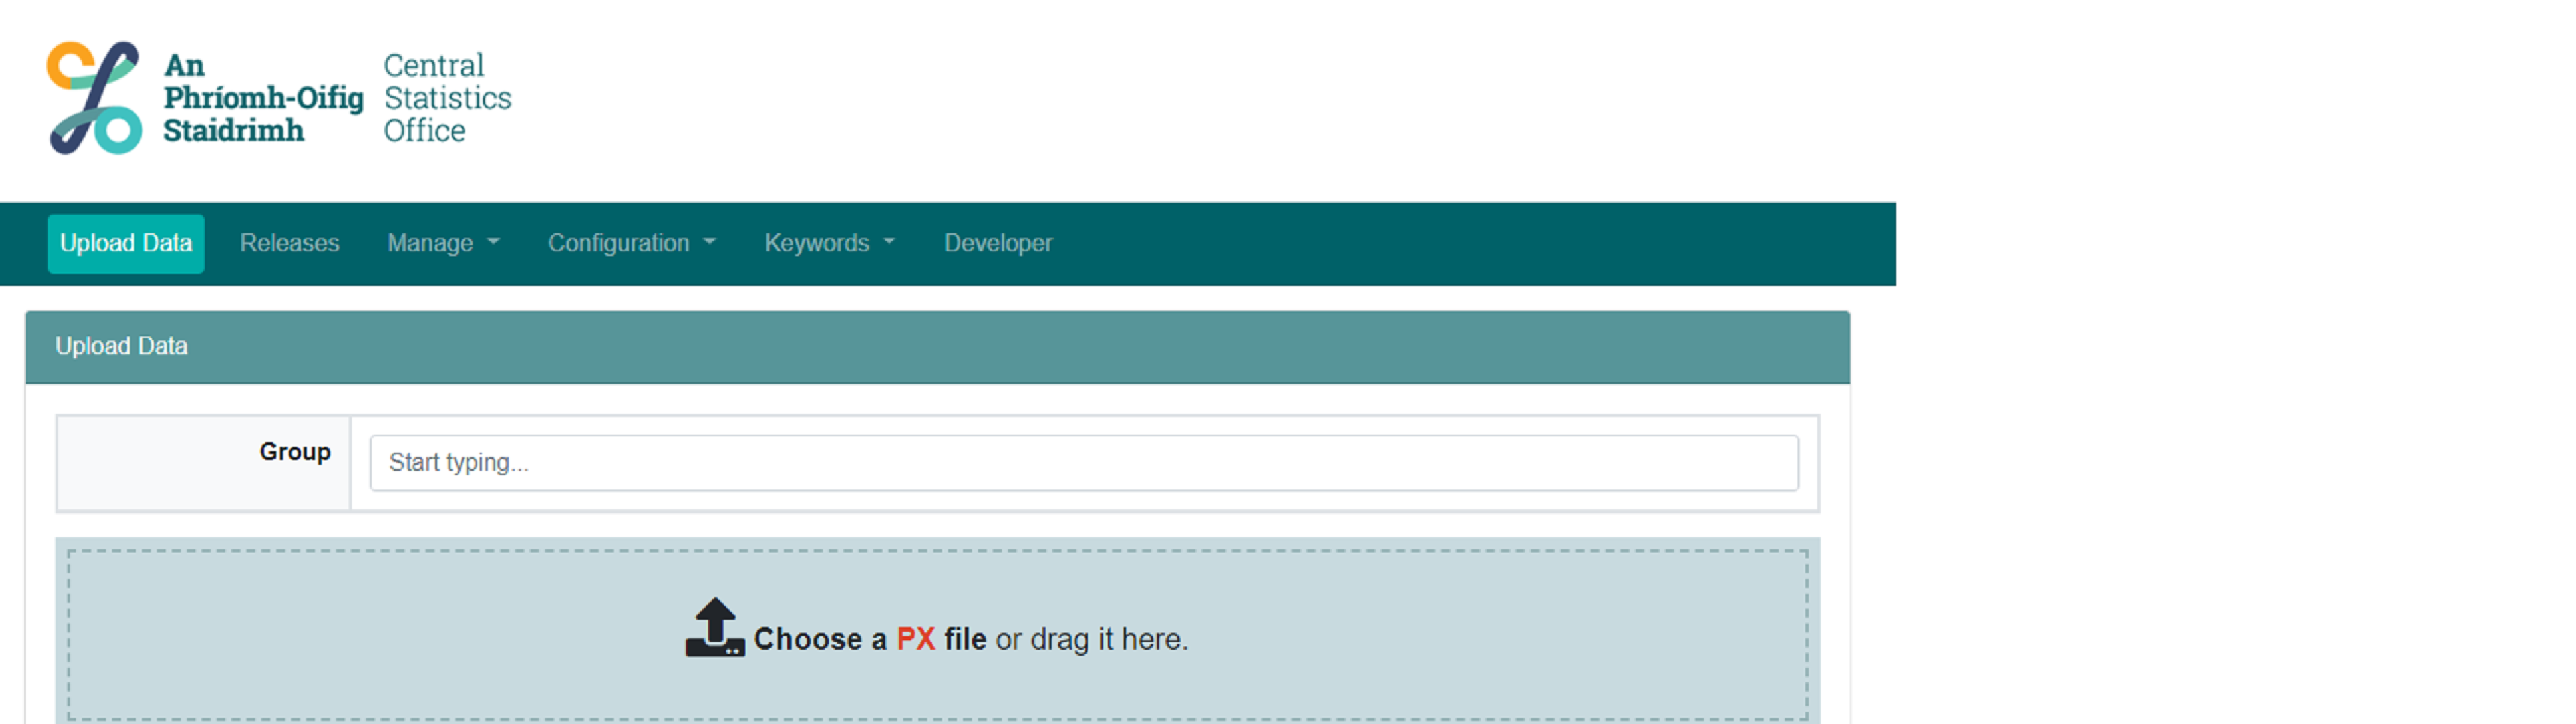 An
Phríomh-Oifig
Staidrimh
Central
Statistics
Office
Upload Data Releases Manage Configuration Keywords Developer
Upload Data
Group Start typing...
Choose a PX file or drag it here.